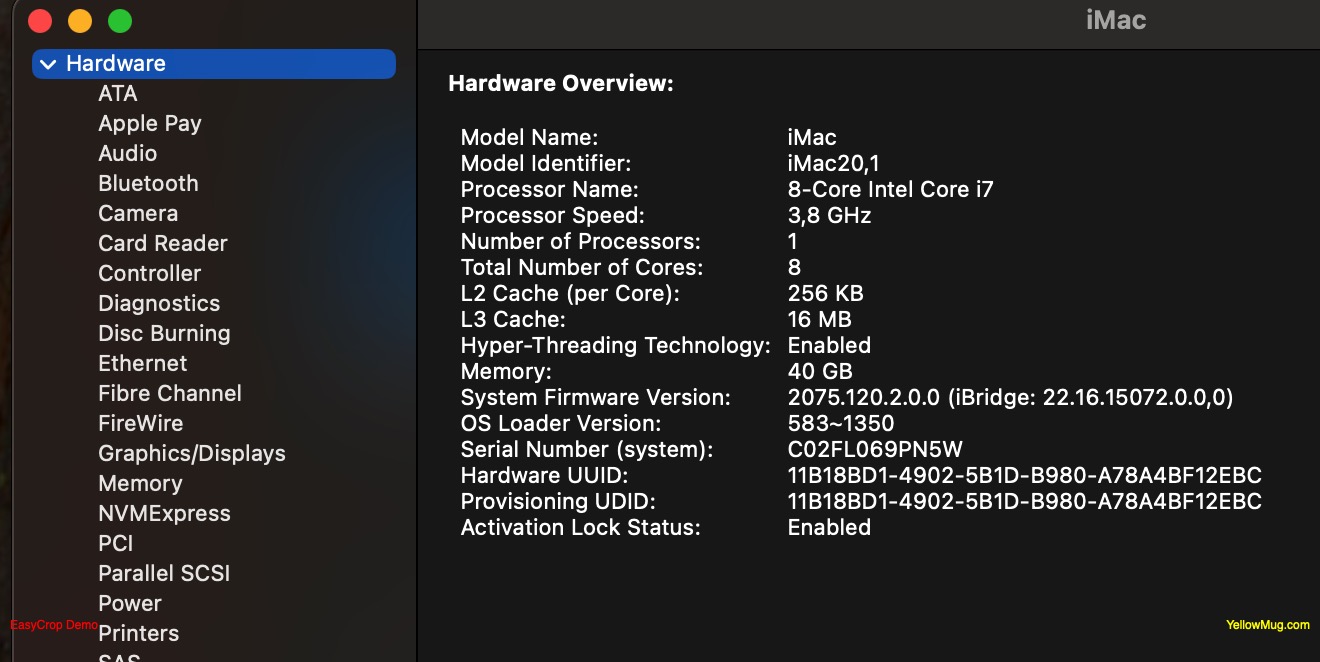 iMac
Hardware
ATA
Apple Pay
Audio
Bluetooth
Camera
Card Reader
Controller
Diagnostics
Disc Burning
Ethernet
Fibre Channel
FireWire
Graphics/Displays
Memory
NVMExpress
PCI
Parallel SCSI
Power
Printers
SAS
Hardware Overview:
Model Name: iMac
Model Identifier: iMac20,1
Processor Name: 8-Core Intel Core i7
Processor Speed: 3,8 GHz
Number of Processors: 1
Total Number of Cores: 8
L2 Cache (per Core): 256 KB
L3 Cache: 16 MB
Hyper-Threading Technology: Enabled
Memory: 40 GB
System Firmware Version: 2075.120.2.0.0 (iBridge: 22.16.15072.0.0,0)
OS Loader Version: 583~1350
Serial Number (system): C02FL069PN5W
Hardware UUID: 11B18BD1-4902-5B1D-B980-A78A4BF12EBC
Provisioning UDID: 11B18BD1-4902-5B1D-B980-A78A4BF12EBC
Activation Lock Status: Enabled
EasyCrop Demo
YellowMug.com